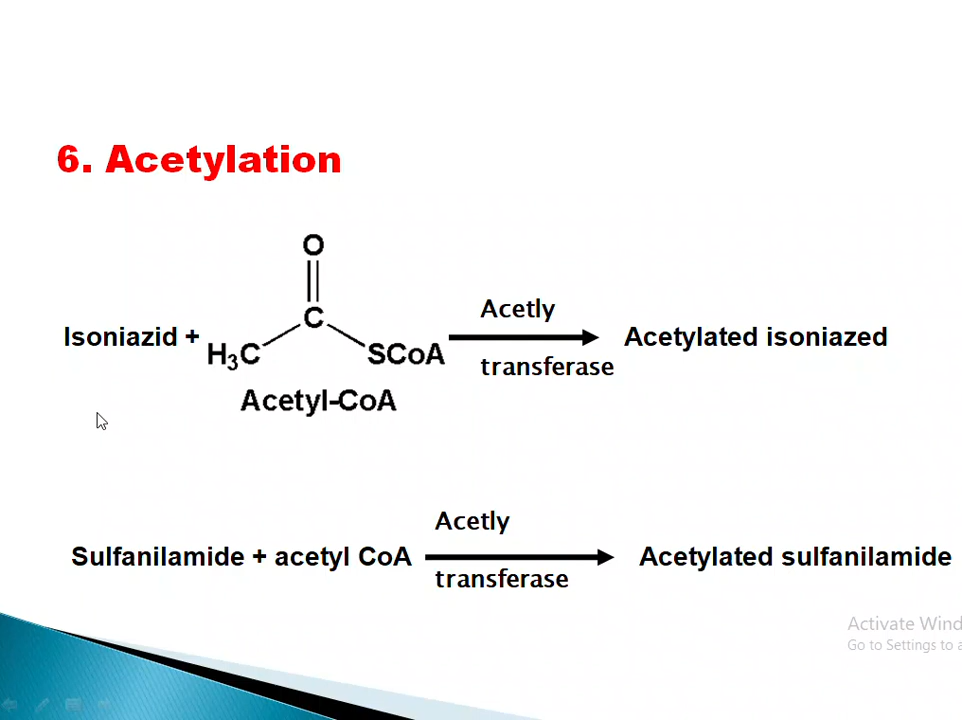 6. Acetylation
O
C
Isoniazid +
H3C
SCoA
Acetyl-CoA
Acetly
transferase
Acetylated isoniazed
Sulfanilamide + acetyl CoA
Acetly
transferase
Acetylated sulfanilamide
Activate Wind
Go to Settings to a